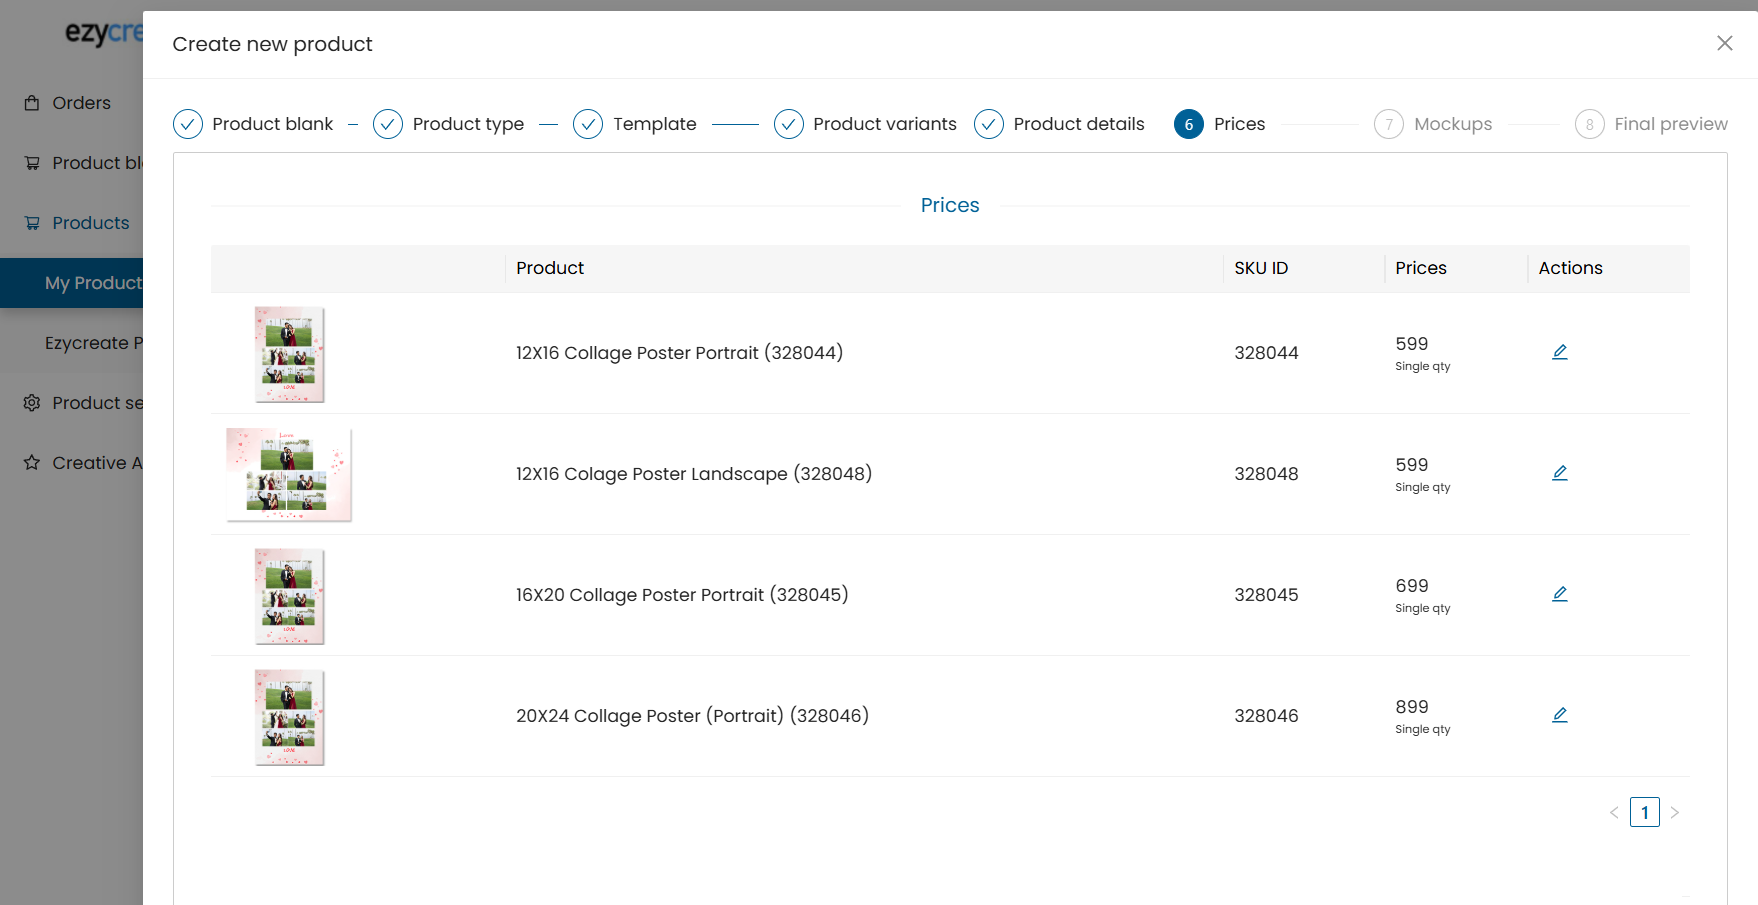 ezycre
Create new product
Orders
Product bl
Products
My Product
Ezycreate P
Product se
Creative A
Product blank
Product type
Template
Product variants
Product details
6 Prices
7 Mockups
8 Final preview
Prices
Product SKU ID Prices Actions
12X16 Collage Poster Portrait (328044) 328044 599
Single qty
12X16 Colage Poster Landscape (328048) 328048 599
Single qty
16X20 Collage Poster Portrait (328045) 328045 699
Single qty
20X24 Collage Poster (Portrait) (328046) 328046 899
Single qty
1